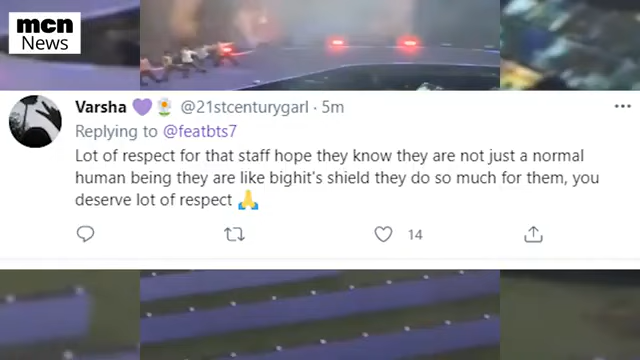 mcn
News
Varsha 💜🌼 @21stcenturygarl · 5m
Replying to @featbts7
Lot of respect for that staff hope they know they are not just a normal
human being they are like bighit's shield they do so much for them, you
deserve lot of respect 🙏
14